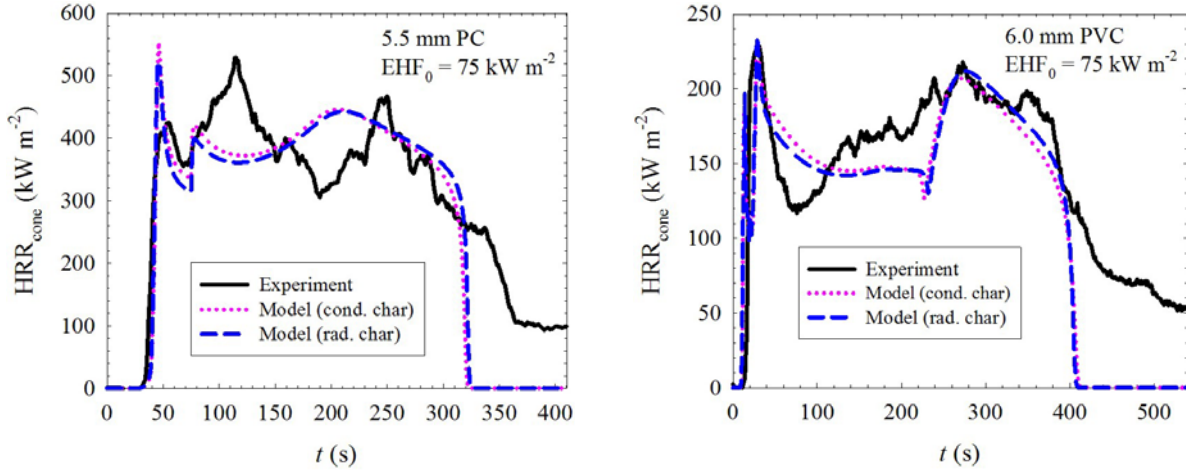 600
500
400
300
200
100
0
HRR_cone (kW m⁻²)
5.5 mm PC
EHF₀ = 75 kW m⁻²
Experiment
Model (cond. char)
Model (rad. char)
0 50 100 150 200 250 300 350 400
t (s)
250
200
150
100
50
0
HRR_cone (kW m⁻²)
6.0 mm PVC
EHF₀ = 75 kW m⁻²
Experiment
Model (cond. char)
Model (rad. char)
0 100 200 300 400 500
t (s)